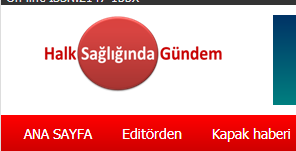 Halk Sağlığında Gündem
ANA SAYFA Editörden Kapak haberi